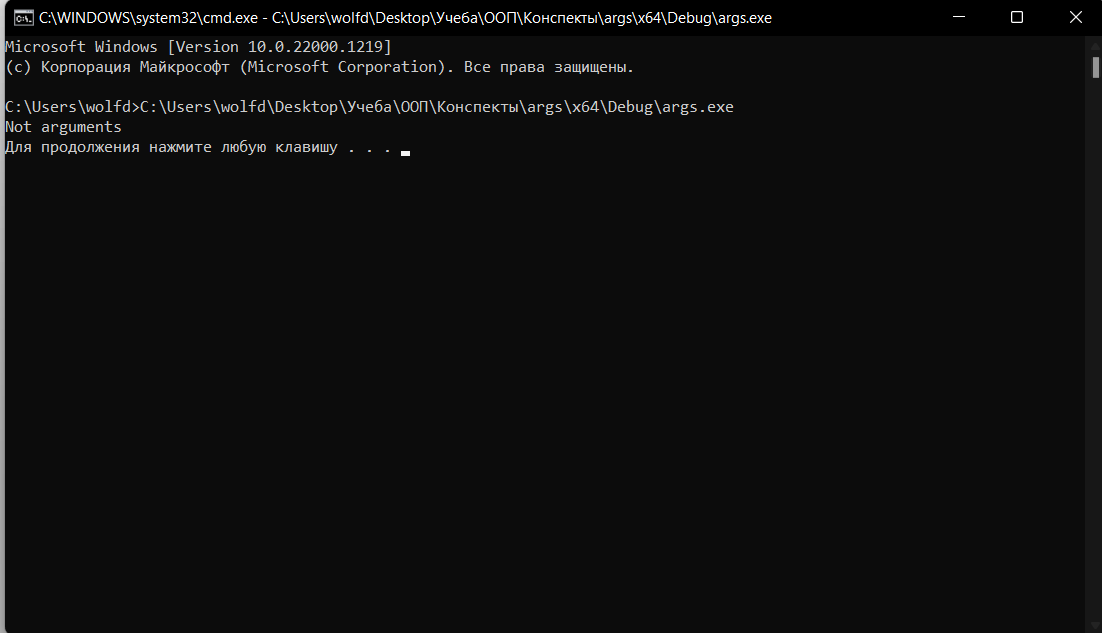 C:\WINDOWS\system32\cmd.exe - C:\Users\wolfd\Desktop\Учеба\ООП\Конспекты\args\x64\Debug\args.exe
Microsoft Windows [Version 10.0.22000.1219]
(c) Корпорация Майкрософт (Microsoft Corporation). Все права защищены.
C:\Users\wolfd>C:\Users\wolfd\Desktop\Учеба\ООП\Конспекты\args\x64\Debug\args.exe
Not arguments
Для продолжения нажмите любую клавишу . . .